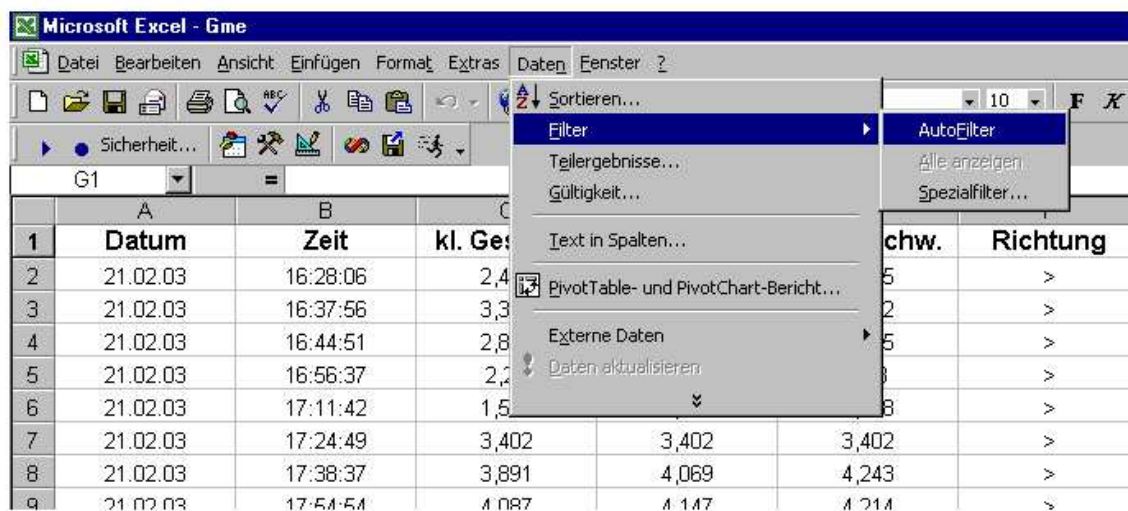 Microsoft Excel - Gme
Datei Bearbeiten Ansicht Einfügen Format Extras Daten Fenster ?
ABC 10 F K
Sicherheit...
G1 =
Sortieren...
Filter
Teilergebnisse...
Gültigkeit...
Text in Spalten...
PivotTable- und PivotChart-Bericht...
Externe Daten
Daten aktualisieren
AutoFilter
Alle anzeigen
Spezialfilter...
A B
1 Datum Zeit kl. Ges chw. Richtung
2 21.02.03 16:28:06 2,4 5 >
3 21.02.03 16:37:56 3,3 2 >
4 21.02.03 16:44:51 2,8 5 >
5 21.02.03 16:56:37 2,2 >
6 21.02.03 17:11:42 1,5 8 >
7 21.02.03 17:24:49 3,402 3,402 3,402 >
8 21.02.03 17:38:37 3,891 4,069 4,243 >
9 21.02.03 17:54:54 4,087 4,147 4,214 >